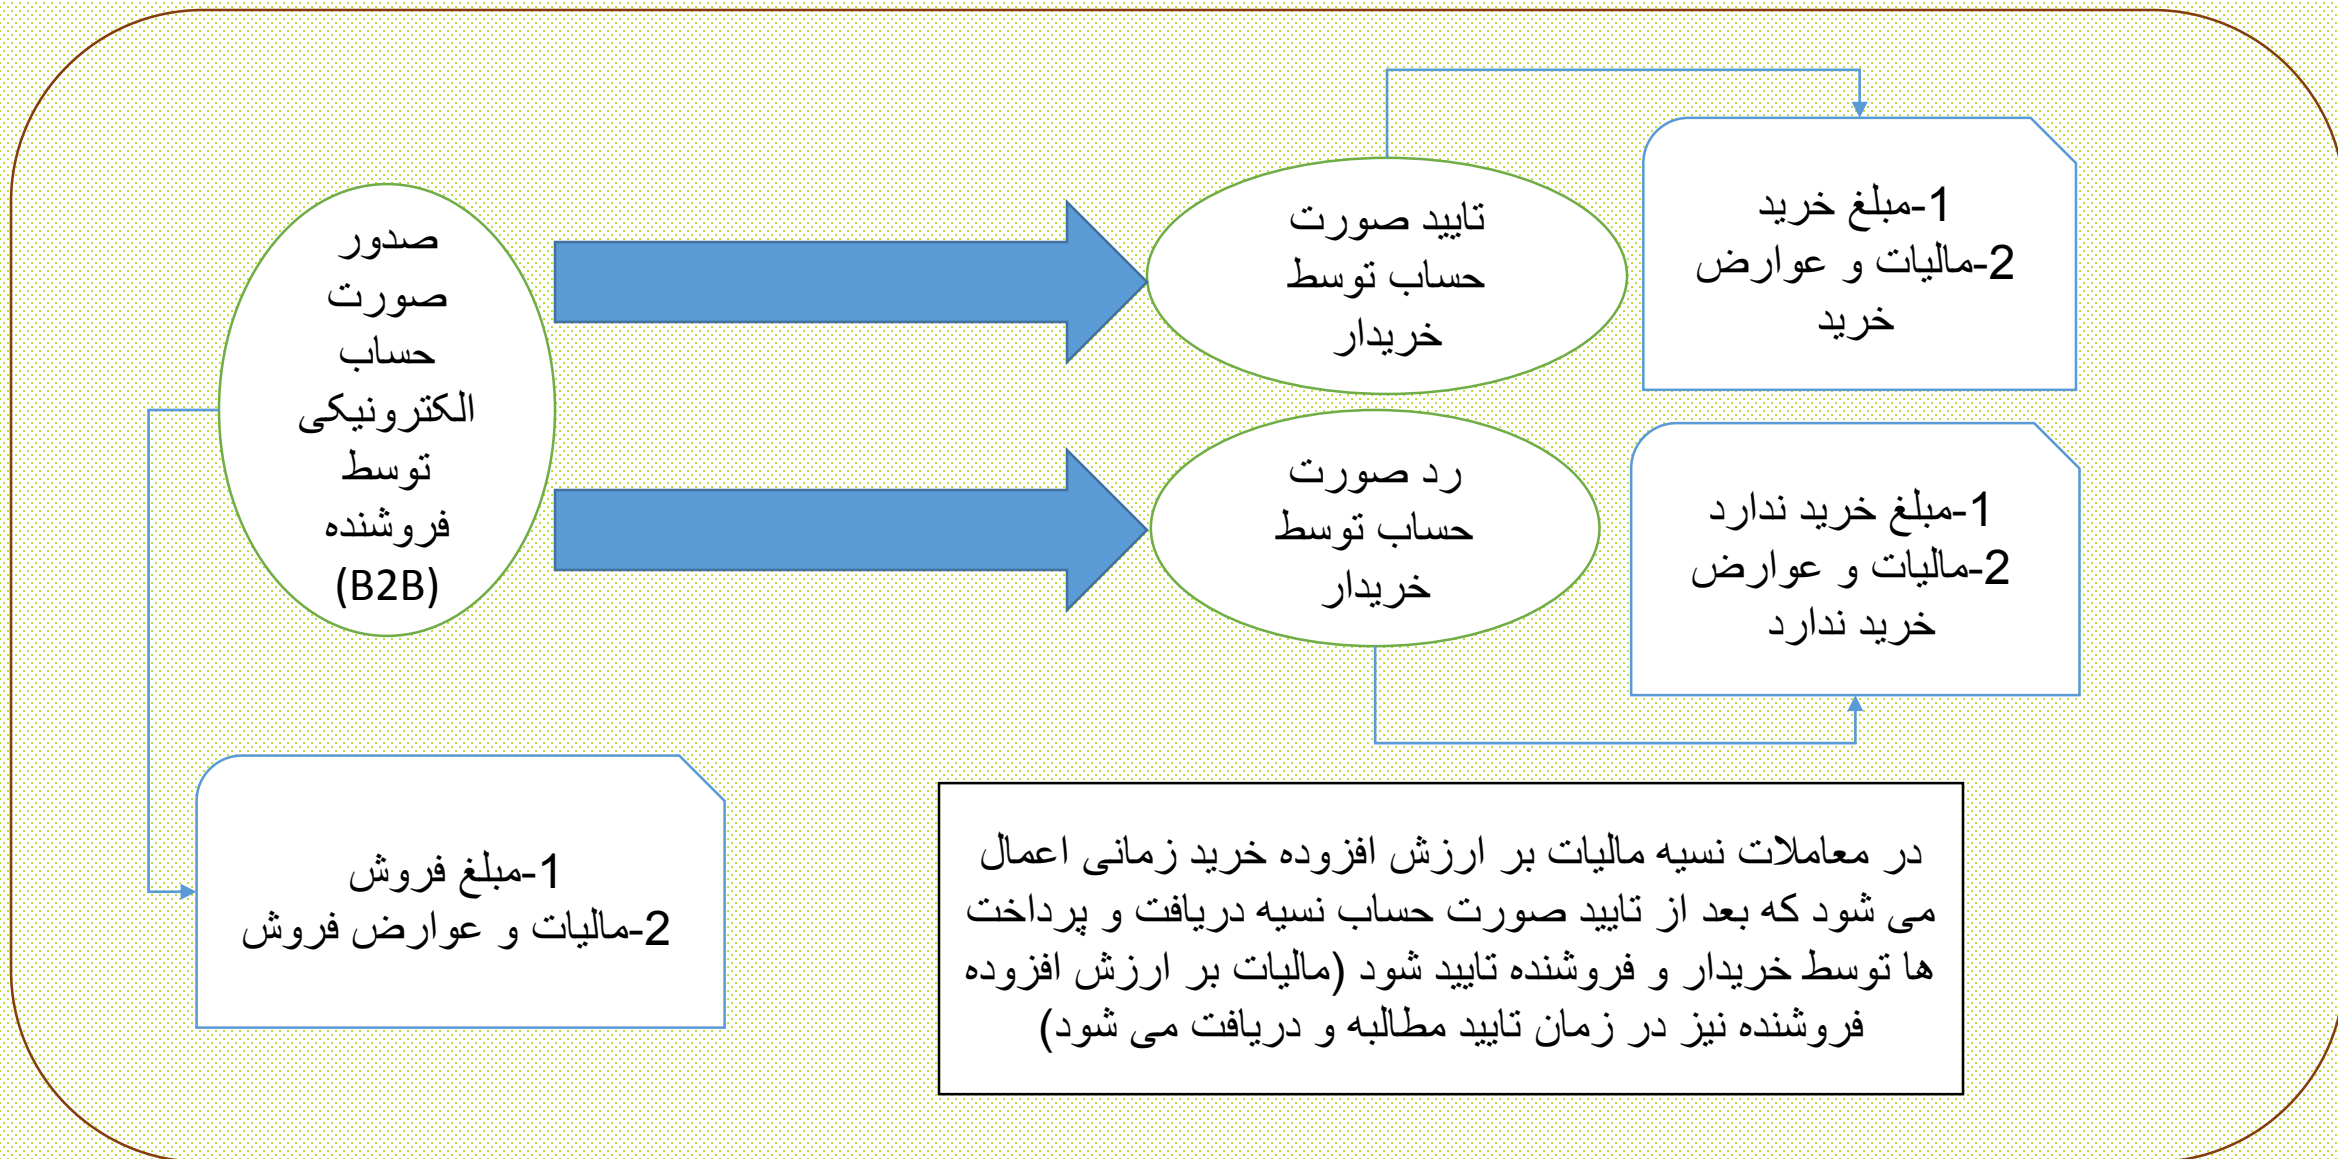 صدور
صورت
حساب
الکترونیکی
توسط
فروشنده
(B2B)
تایید صورت
حساب توسط
خریدار
1-مبلغ خرید
2-مالیات و عوارض
خرید
رد صورت
حساب توسط
خریدار
1-مبلغ خرید ندارد
2-مالیات و عوارض
خرید ندارد
1-مبلغ فروش
2-مالیات و عوارض فروش
در معاملات نسیه مالیات بر ارزش افزوده خرید زمانی اعمال
می شود که بعد از تایید صورت حساب نسیه دریافت و پرداخت
ها توسط خریدار و فروشنده تایید شود (مالیات بر ارزش افزوده
فروشنده نیز در زمان تایید مطالبه و دریافت می شود)